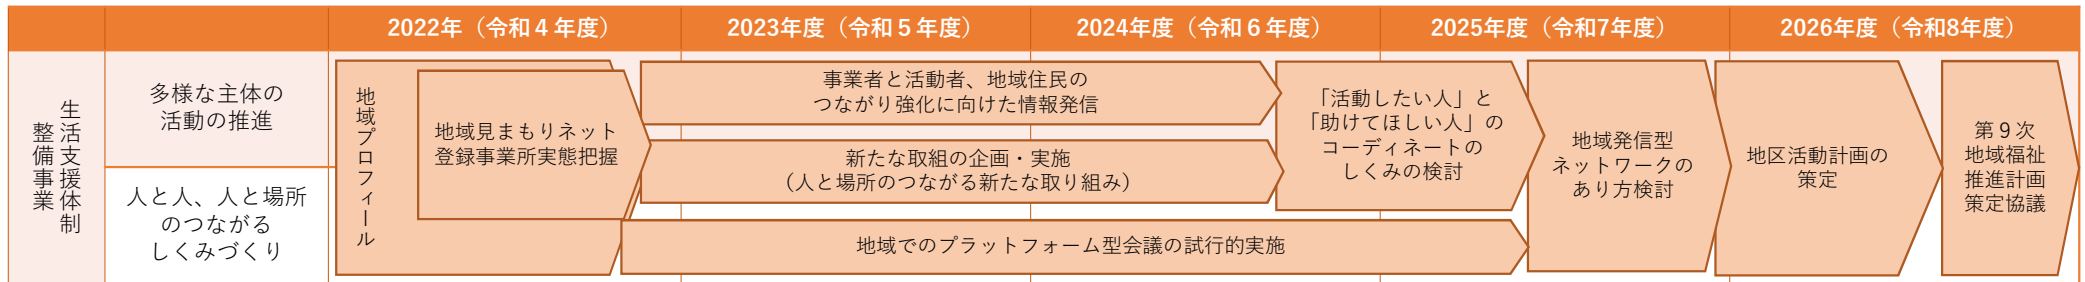 2022年（令和４年度）
2023年度（令和５年度）
2024年度（令和６年度）
2025年度（令和7年度）
2026年度（令和8年度）
生活支援体制
整備事業
多様な主体の
活動の推進
人と人、人と場所
のつながる
しくみづくり
地域プロフィール
地域見まもりネット
登録事業所実態把握
事業者と活動者、地域住民の
つながり強化に向けた情報発信
新たな取組の企画・実施
（人と場所のつながる新たな取り組み）
地域でのプラットフォーム型会議の試行的実施
「活動したい人」と
「助けてほしい人」の
コーディネートの
しくみの検討
地域発信型
ネットワークの
あり方検討
地区活動計画の
策定
第９次
地域福祉
推進計画
策定協議